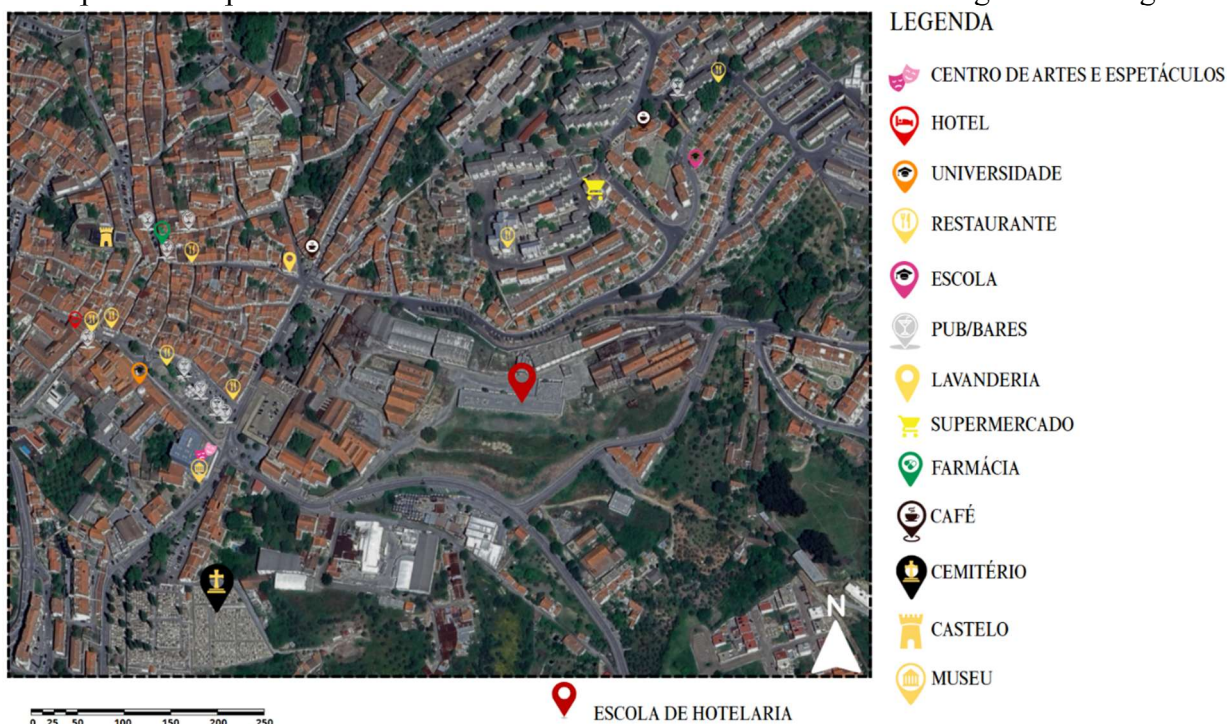 LEGENDA
CENTRO DE ARTES E ESPETÁCULOS
HOTEL
UNIVERSIDADE
RESTAURANTE
ESCOLA
PUB/BARES
LAVANDERIA
SUPERMERCADO
FARMÁCIA
CAFÉ
CEMITÉRIO
CASTELO
MUSEU
N
0 25 50 100 150 200 250
ESCOLA DE HOTELARIA